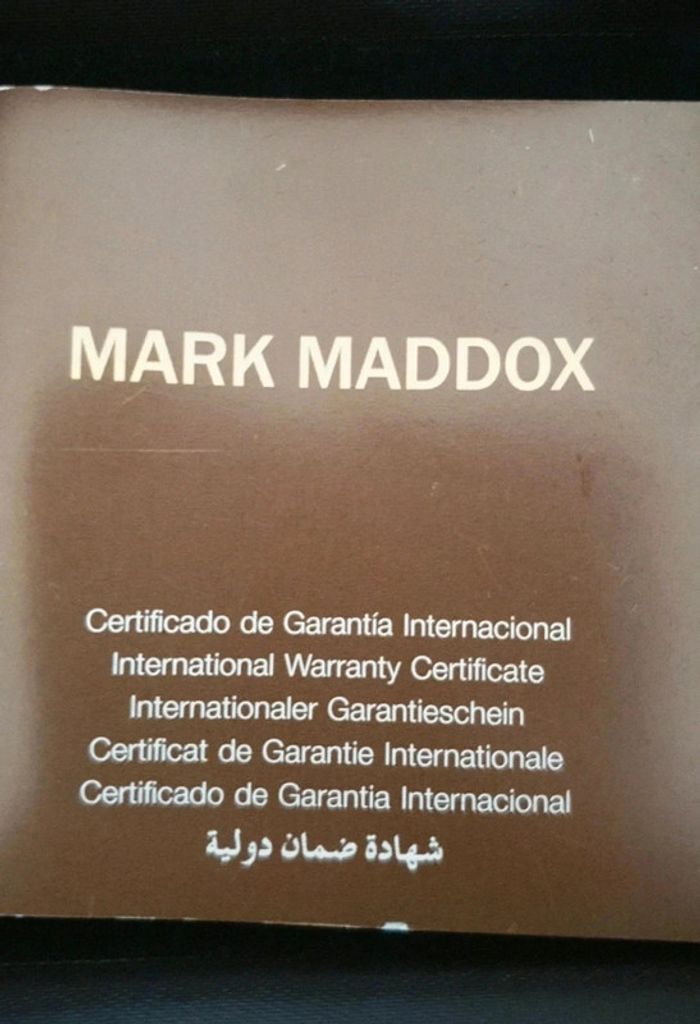 MARK MADDOX
Certificado de Garantía Internacional
International Warranty Certificate
Internationaler Garantieschein
Certificat de Garantie Internationale
Certificado de Garantia Internacional
شهادة ضمان دولية